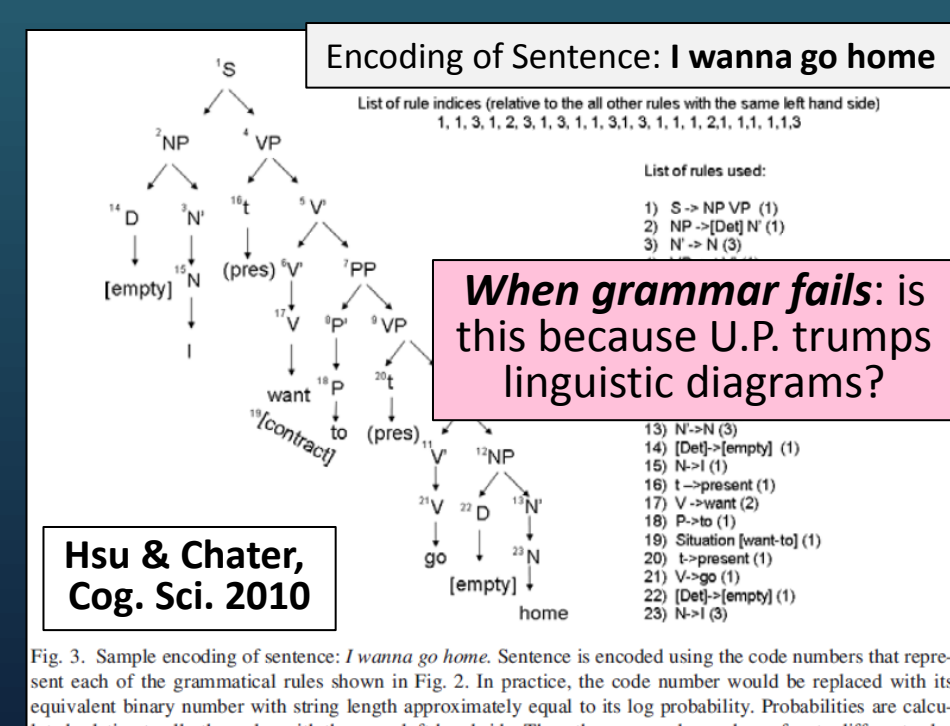 Encoding of Sentence: I wanna go home
List of rule indices (relative to the all other rules with the same left hand side)
1, 1, 3, 1, 2, 3, 1, 3, 1, 1, 3,1, 3, 1, 1, 1, 2,1, 1,1, 1,1,3
1S
2NP 4 VP
14 D 3N' 16t 5 V'
[empty] 15N (pres) 6V' 7PP
17V 9P' 9 VP
I
want 18P 20t
19[contract] to (pres) 11V' 12NP
21V 22 D 13N'
go 23 N
[empty]
home
List of rules used:
1) S-> NP VP (1)
2) NP ->[Det] N' (1)
3) N'-> N (3)
When grammar fails: is
this because U.P. trumps
linguistic diagrams?
13) N'->N (3)
14) [Det]->[empty] (1)
15) N->I (1)
16) t->present (1)
17) V->want (2)
18) P->to (1)
19) Situation [want-to] (1)
20) t->present (1)
21) V->go (1)
22) [Det]->[empty] (1)
23) N->I (3)
Hsu & Chater,
Cog. Sci. 2010
Fig. 3. Sample encoding of sentence: I wanna go home. Sentence is encoded using the code numbers that repre-
sent each of the grammatical rules shown in Fig. 2. In practice, the code number would be replaced with its
equivalent binary number with string length approximately equal to its log probability. Probabilities are calcu-